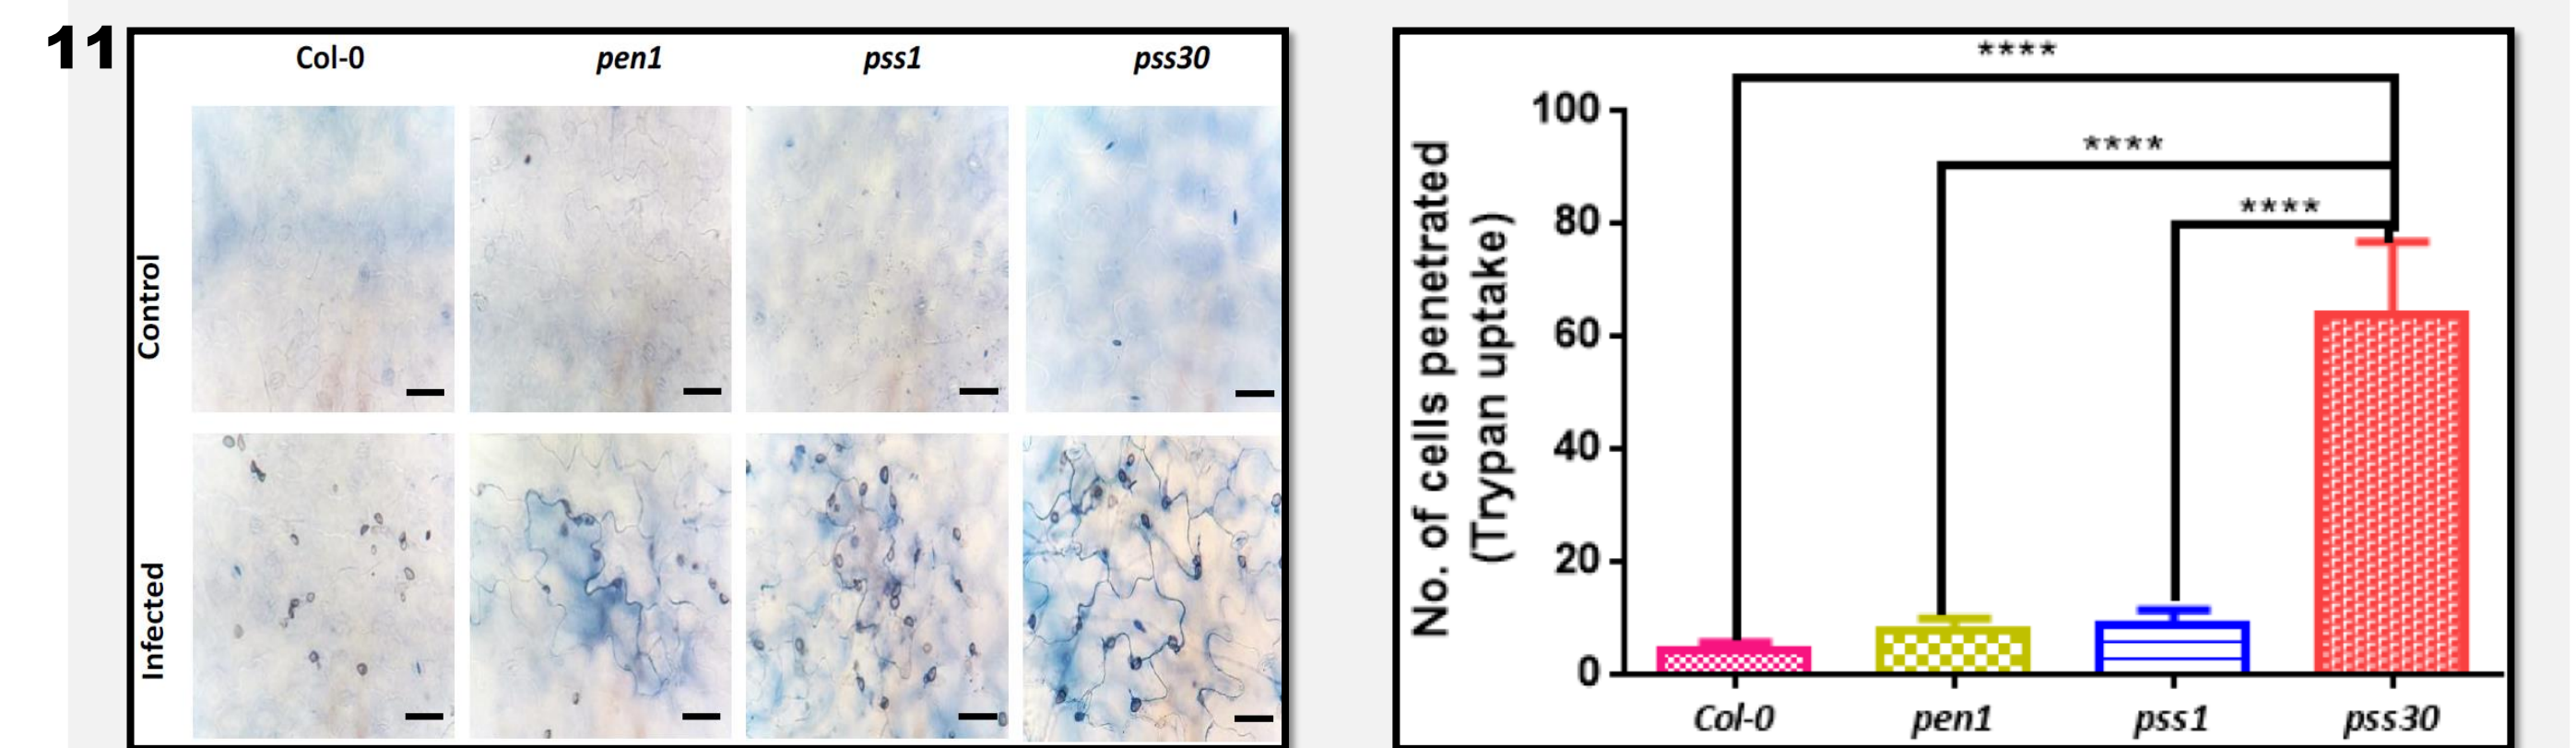 11
Col-0 pen1 pss1 pss30
Control
Infected
****
****
****
No. of cells penetrated
(Trypan uptake)
100
80
60
40
20
0
Col-0 pen1 pss1 pss30